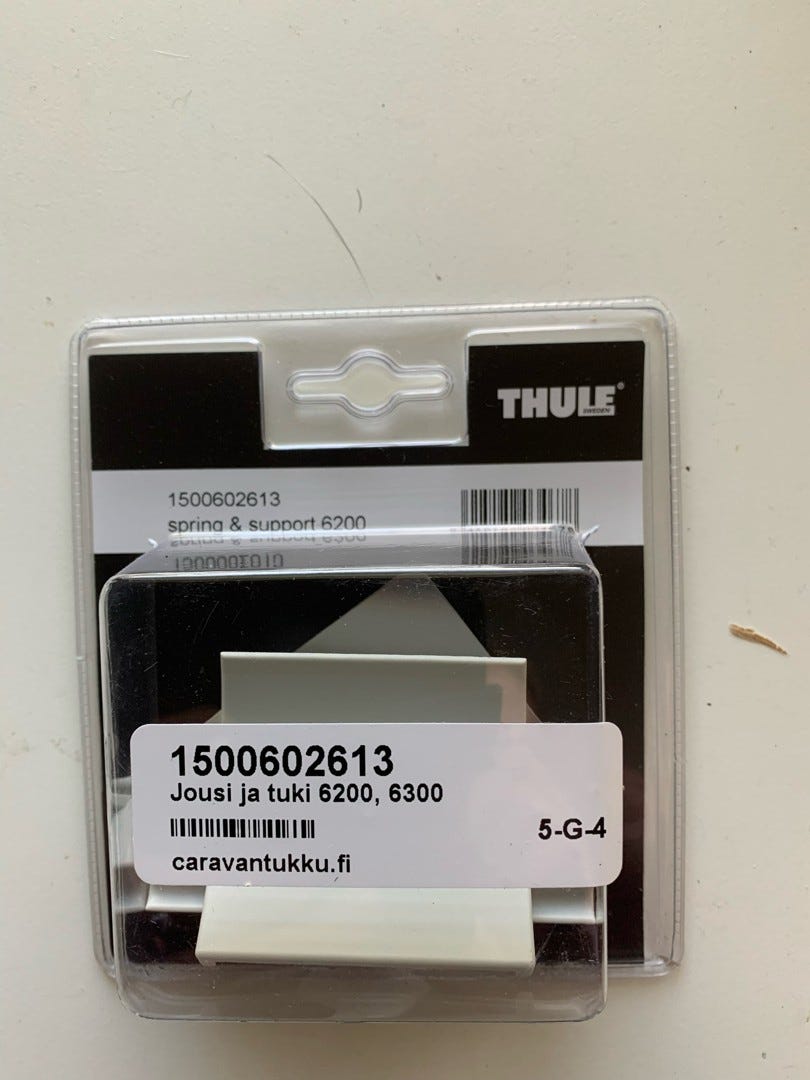 THULE®
SWEDEN
1500602613
spring & support 6200
1500602613
Jousi ja tuki 6200, 6300
5-G-4
caravantukku.fi